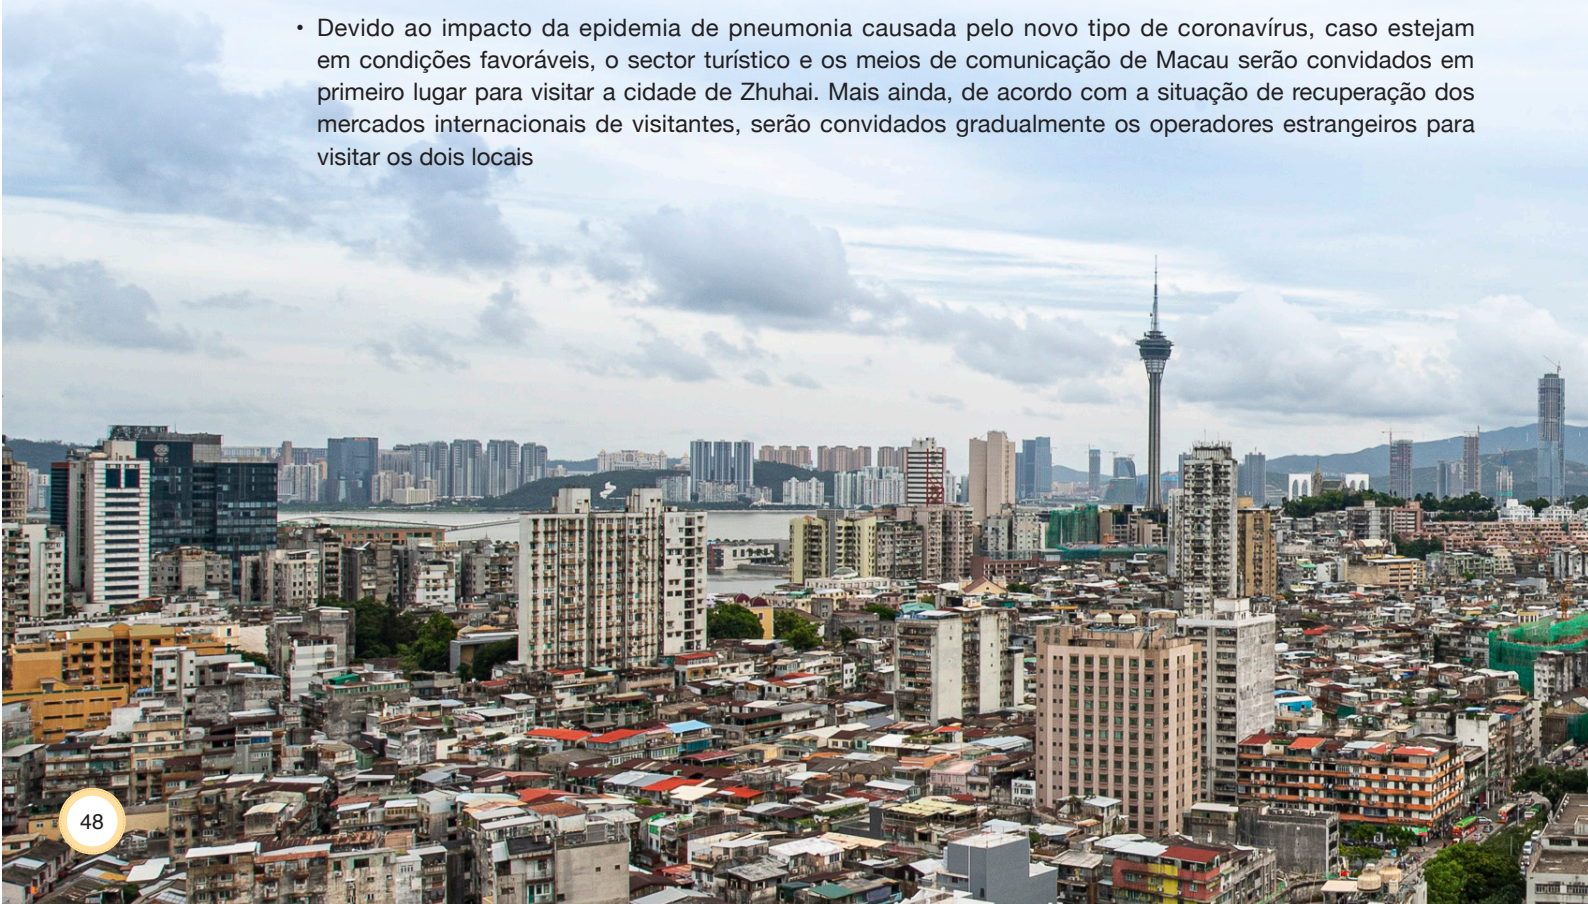 • Devido ao impacto da epidemia de pneumonia causada pelo novo tipo de coronavírus, caso estejam
em condições favoráveis, o sector turístico e os meios de comunicação de Macau serão convidados em
primeiro lugar para visitar a cidade de Zhuhai. Mais ainda, de acordo com a situação de recuperação dos
mercados internacionais de visitantes, serão convidados gradualmente os operadores estrangeiros para
visitar os dois locais
48